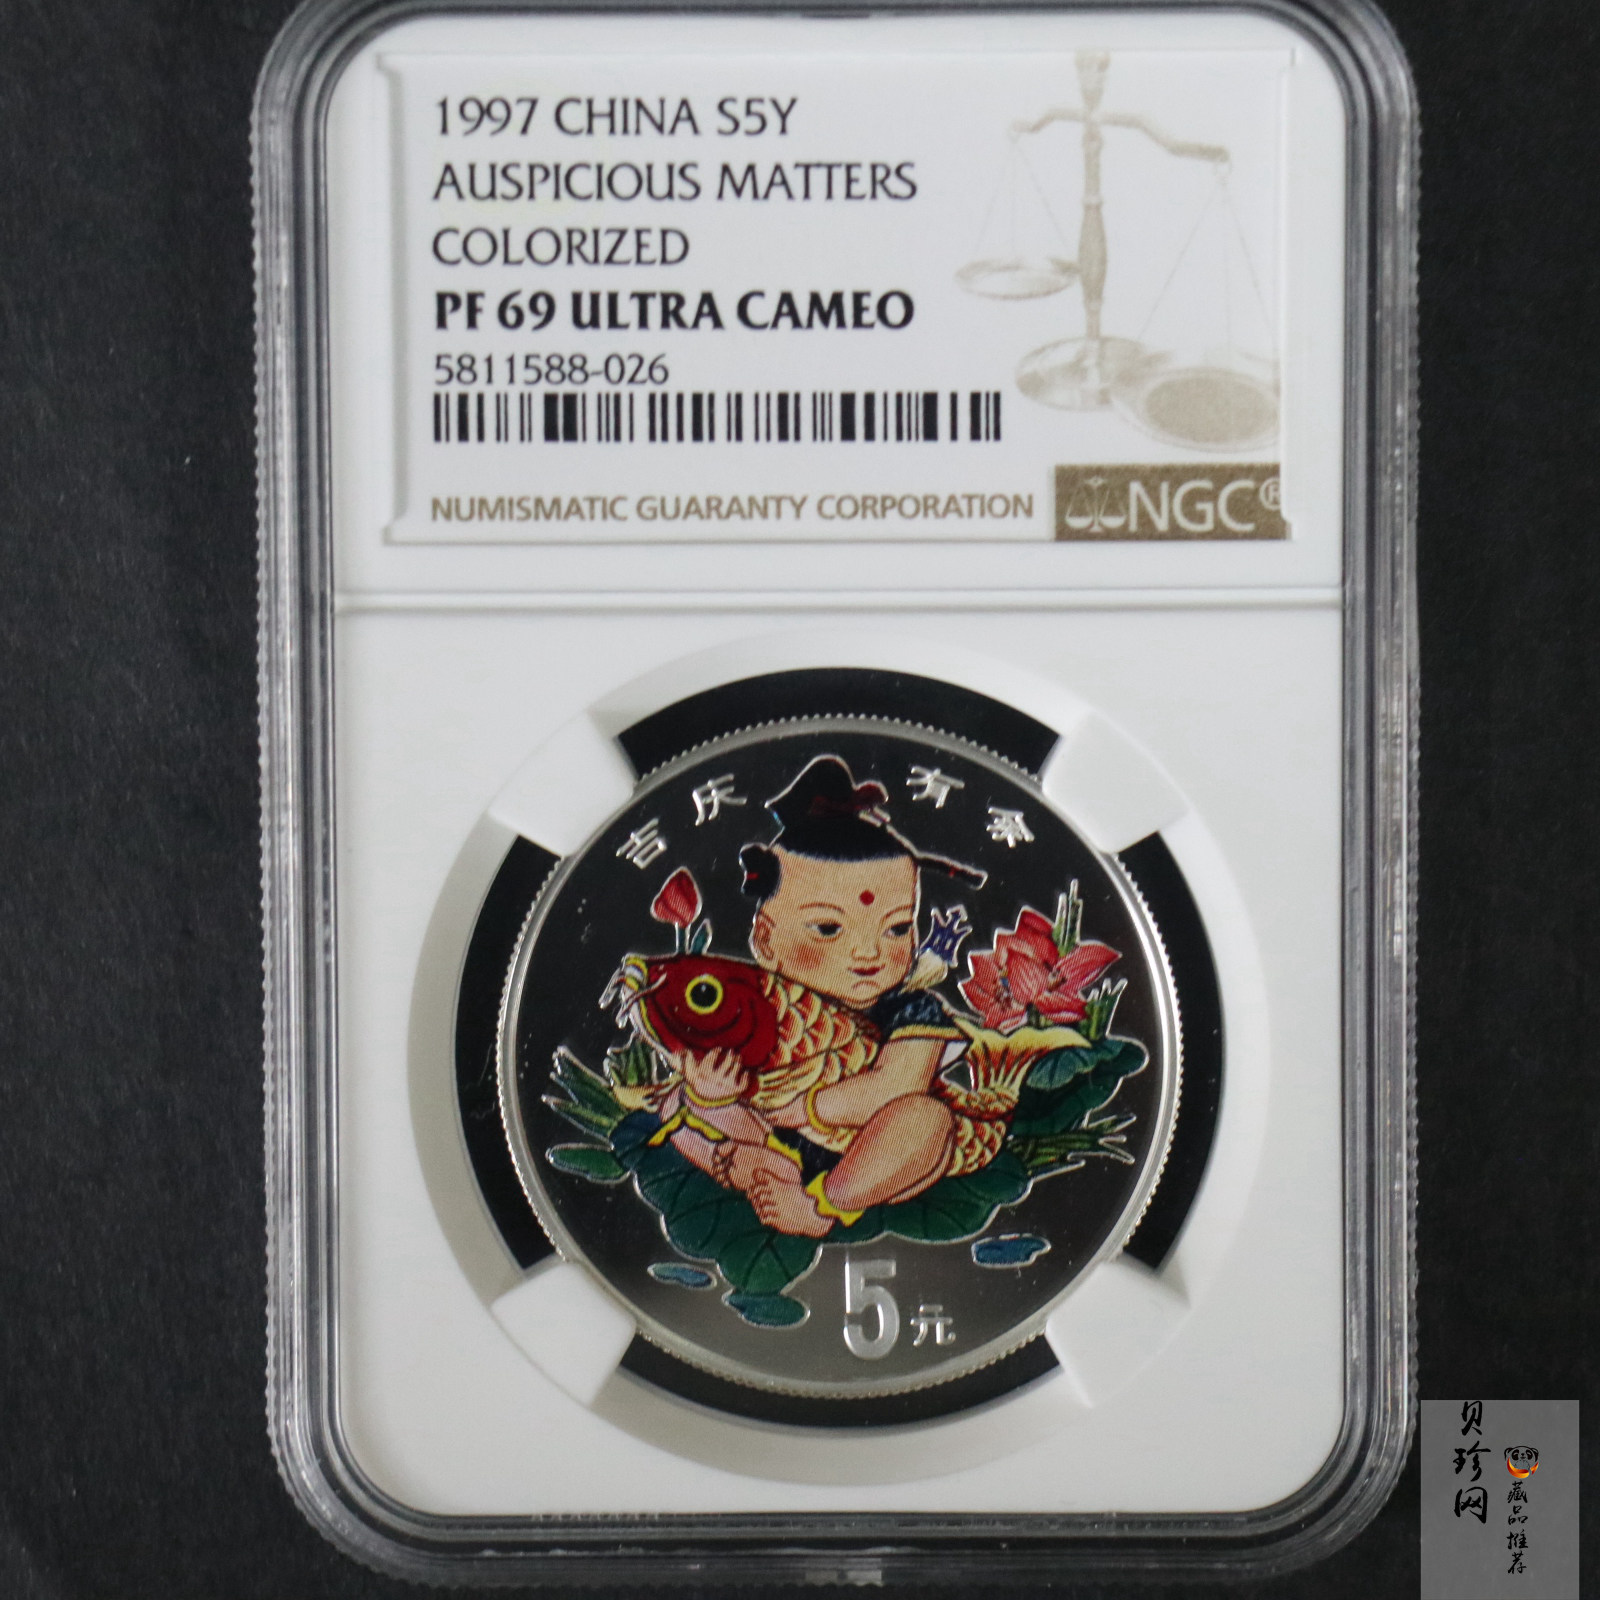 1997 CHINA S5Y
AUSPICIOUS MATTERS
COLORIZED
PF 69 ULTRA CAMEO
5811588-026
NUMISMATIC GUARANTY CORPORATION
NGC®
吉庆有余
5元
贝珍网
藏品推荐